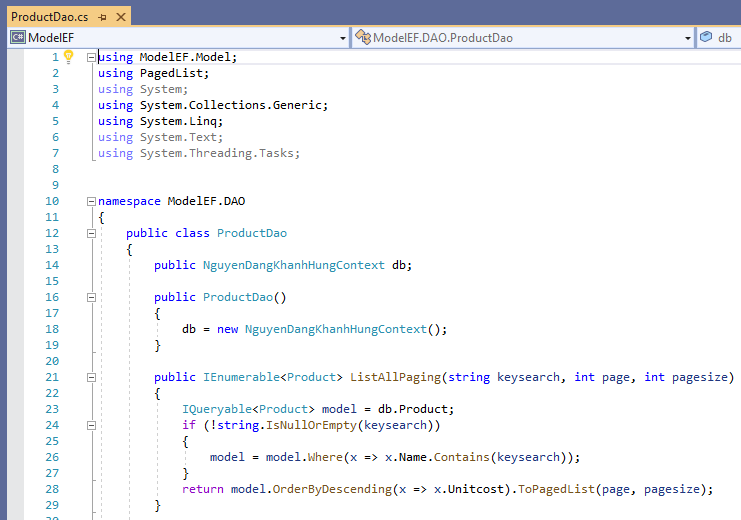 ProductDao.cs
ModelEF ModelEF.DAO.ProductDao db
1 using ModelEF.Model;
2 using PagedList;
3 using System;
4 using System.Collections.Generic;
5 using System.Linq;
6 using System.Text;
7 using System.Threading.Tasks;
8
9
10 namespace ModelEF.DAO
11 {
12 public class ProductDao
13 {
14 public NguyenDangKhanhHungContext db;
15
16 public ProductDao()
17 {
18 db = new NguyenDangKhanhHungContext();
19 }
20
21 public IEnumerable<Product> ListAllPaging(string keysearch, int page, int pagesize)
22 {
23 IQueryable<Product> model = db.Product;
24 if (!string.IsNullOrEmpty(keysearch))
25 {
26 model = model.Where(x => x.Name.Contains(keysearch));
27 }
28 return model.OrderByDescending(x => x.Unitcost).ToPagedList(page, pagesize);
29 }